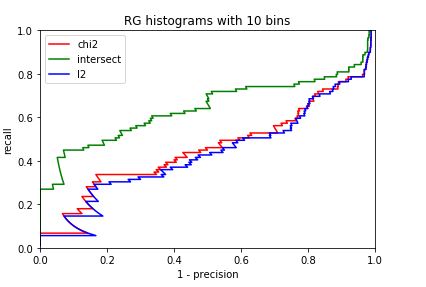 RG histograms with 10 bins
chi2
intersect
l2
recall
1.0
0.8
0.6
0.4
0.2
0.0
0.0 0.2 0.4 0.6 0.8 1.0
1 - precision